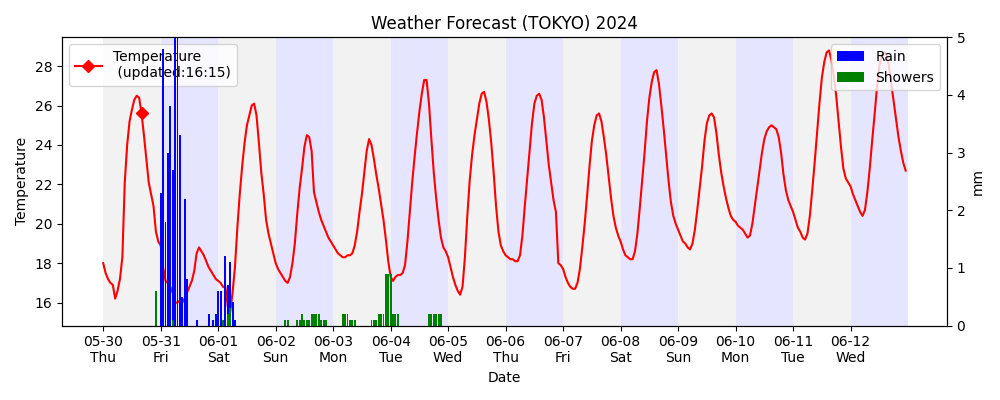 Weather Forecast (TOKYO) 2024
Temperature
(updated:16:15)
Rain
Showers
Temperature
28
26
24
22
20
18
16
5
4
3
2
1
0
mm
05-30 05-31 06-01 06-02 06-03 06-04 06-05 06-06 06-07 06-08 06-09 06-10 06-11 06-12
Thu Fri Sat Sun Mon Tue Wed Thu Fri Sat Sun Mon Tue Wed
Date